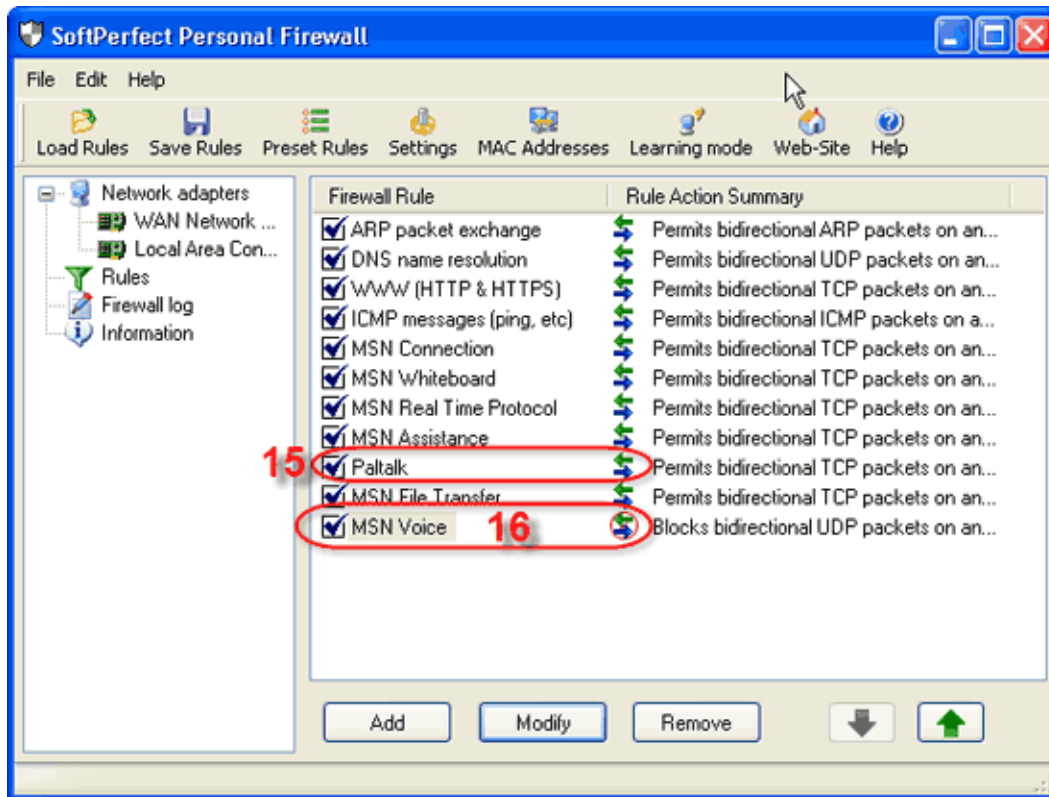 SoftPerfect Personal Firewall
File Edit Help
Load Rules Save Rules Preset Rules Settings MAC Addresses Learning mode Web-Site Help
Network adapters
WAN Network ...
Local Area Con...
Rules
Firewall log
Information
Firewall Rule Rule Action Summary
ARP packet exchange Permits bidirectional ARP packets on an...
DNS name resolution Permits bidirectional UDP packets on an...
WWW (HTTP & HTTPS) Permits bidirectional TCP packets on an...
ICMP messages (ping, etc) Permits bidirectional ICMP packets on a...
MSN Connection Permits bidirectional TCP packets on an...
MSN Whiteboard Permits bidirectional TCP packets on an...
MSN Real Time Protocol Permits bidirectional TCP packets on an...
MSN Assistance Permits bidirectional TCP packets on an...
15 Paltalk Permits bidirectional TCP packets on an...
MSN File Transfer Permits bidirectional TCP packets on an...
MSN Voice 16 Blocks bidirectional UDP packets on an...
Add Modify Remove